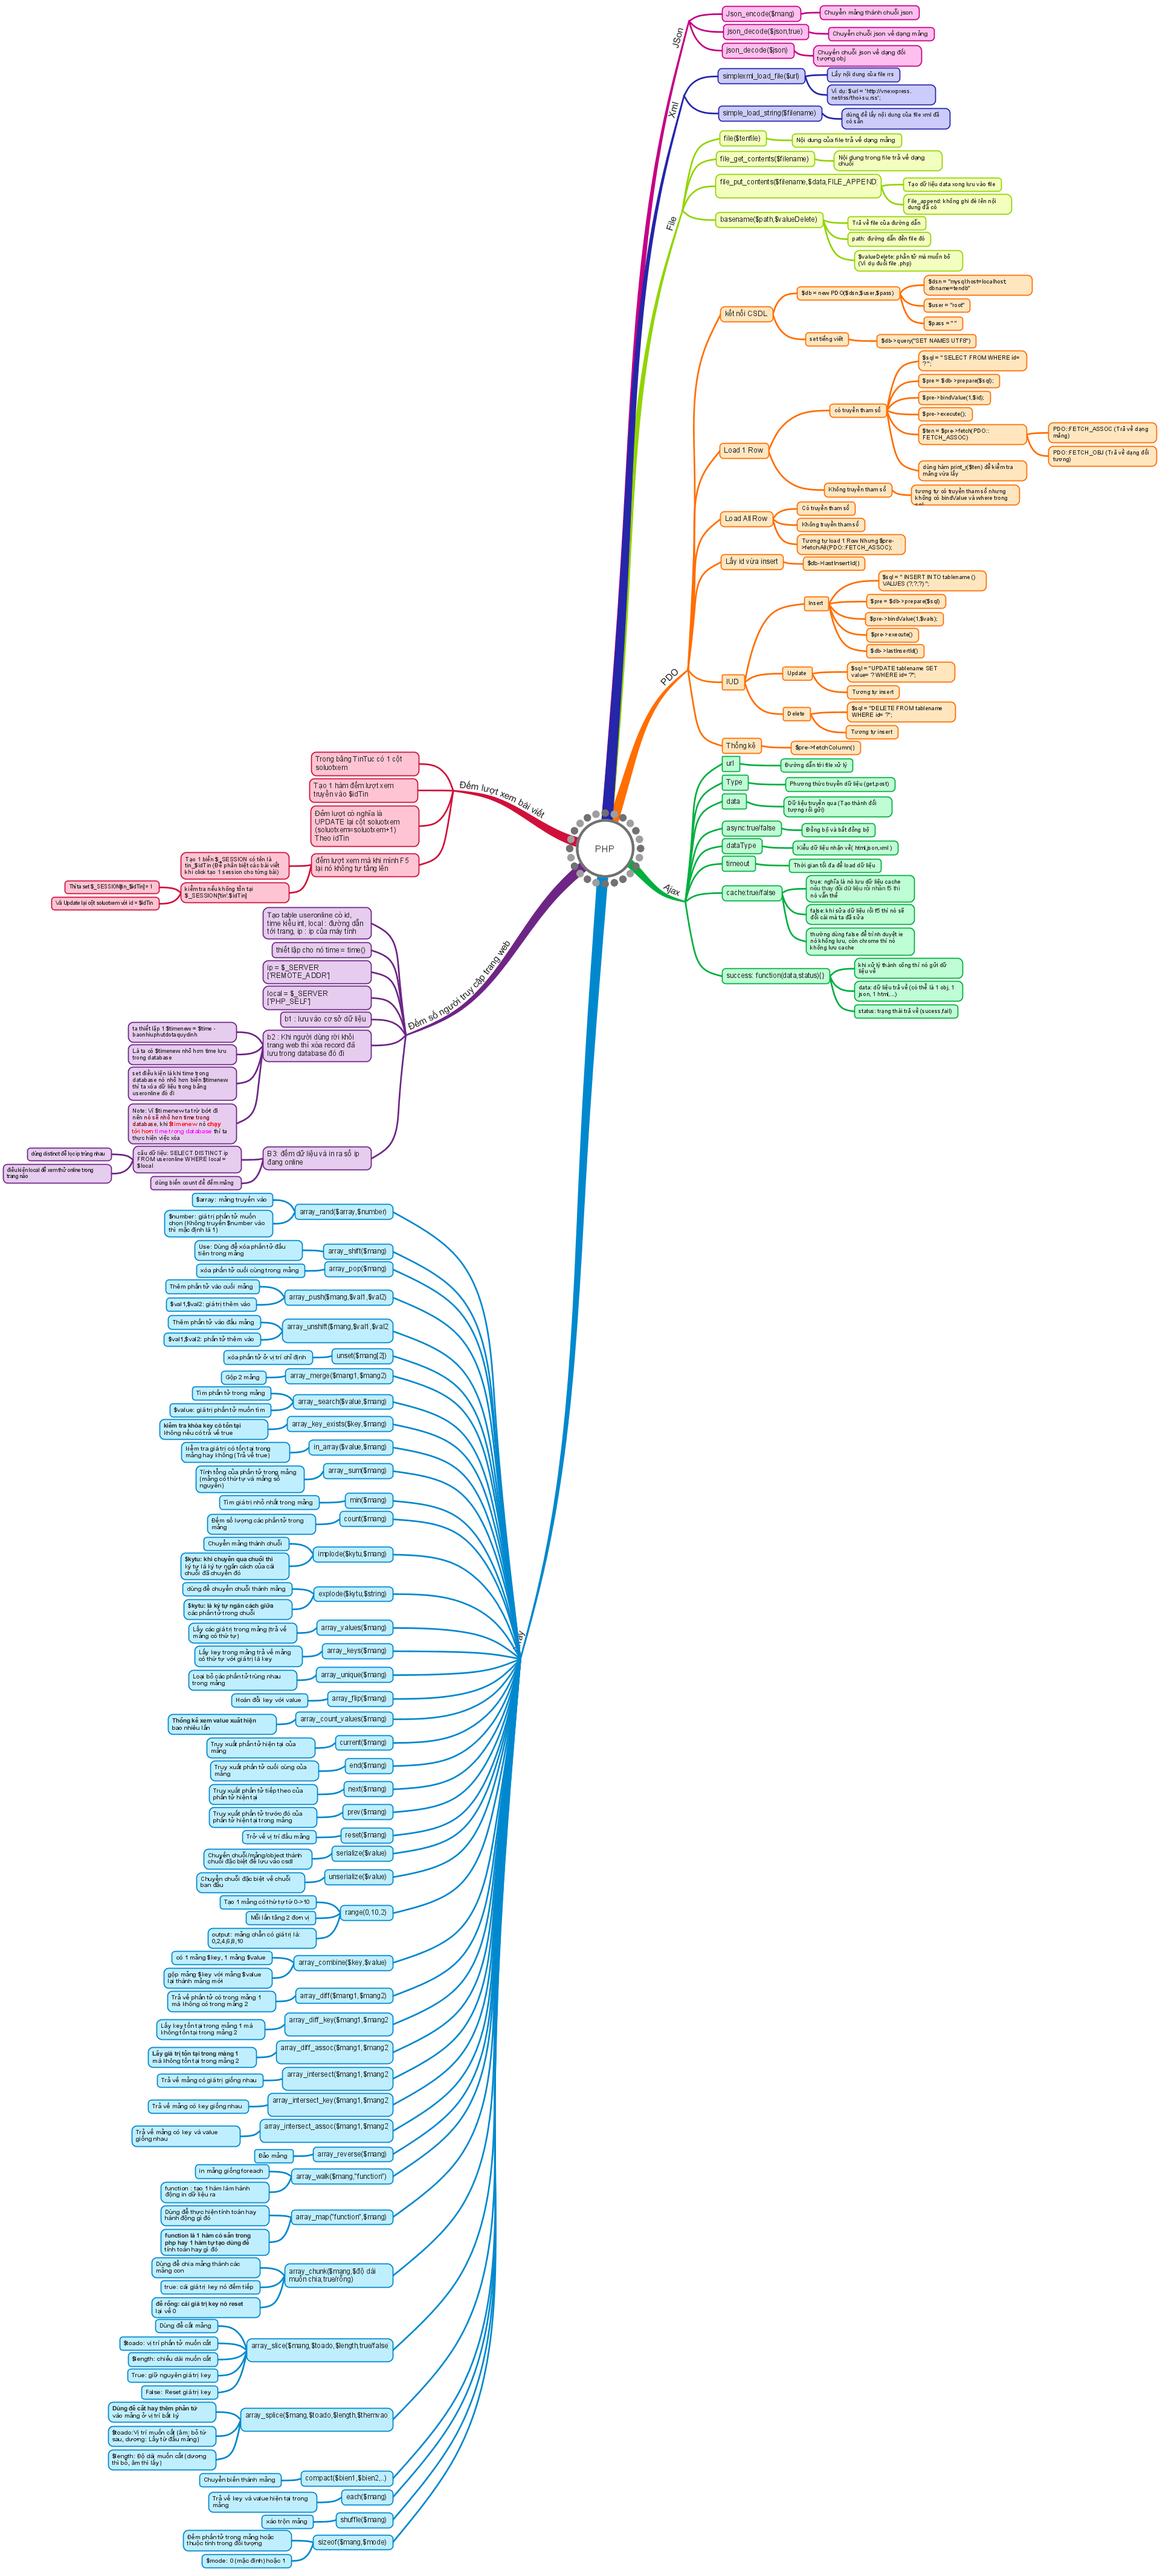 PHP
JSon
Json_encode($mang)
Chuyển mảng thành chuỗi json
json_decode($json,true)
Chuyển chuỗi json về dạng mảng
json_decode($json)
Chuyển chuỗi json về dạng đối
tượng obj
Xml
simplexml_load_file($url)
Lấy nội dung của file rss
Ví dụ: $url = 'http://vnexpress.
net/rss/thoi-su.rss';
simple_load_string($filename)
dùng để lấy nội dung của file xml đã
có sẵn
File
file($tenfile)
Nội dung của file trả về dạng mảng
file_get_contents($filename)
Nội dung trong file trả về dạng
chuỗi
file_put_contents($filename,$data,FILE_APPEND
Tạo dữ liệu data xong lưu vào file
File_append: không ghi đè lên nội
dung đã có
basename($path,$valueDelete)
Trả về file của đường dẫn
path: đường dẫn đến file đó
$valueDelete: phần tử mà muốn bỏ
(Ví dụ đuôi file .php)
PDO
kết nối CSDL
$db = new PDO($dsn,$user,$pass)
$dsn = "mysql:host=localhost;
dbname=tendb"
$user = "root"
$pass = " "
set tiếng việt
$db->query("SET NAMES UTF8")
Load 1 Row
có truyền tham số
$sql = " SELECT FROM WHERE id=
?";
$pre = $db->prepare($sql);
$pre->bindValue(1,$id);
$pre->execute();
$ten = $pre->fetch(PDO::
FETCH_ASSOC)
PDO::FETCH_ASSOC (Trả về dạng
mảng)
PDO::FETCH_OBJ (Trả về dạng đối
tượng)
dùng hàm print_r($ten) để kiểm tra
mảng vừa lấy
Không truyền tham số
tương tự có truyền tham số nhưng
không có bindValue và where trong
Load All Row
Có truyền tham số
Không truyền tham số
Tương tự load 1 Row Nhưng $pre-
>fetchAll(PDO::FETCH_ASSOC);
Lấy id vừa insert
$db->lastInsertId()
IUD
Insert
$sql = " INSERT INTO tablename ()
VALUES (?,?,?) ";
$pre = $db->prepare($sql)
$pre->bindValue(1,$vals);
$pre->execute()
$db->lastInsertId()
Update
$sql = "UPDATE tablename SET
value= ? WHERE id= ?";
Tương tự insert
Delete
$sql = "DELETE FROM tablename
WHERE id= ?";
Tương tự insert
Thống kê
$pre->fetchColumn()
Ajax
url
Đường dẫn tới file xử lý
Type
Phương thức truyền dữ liệu (get,post)
data
Dữ liệu truyền qua (Tạo thành đối
tượng rồi gửi)
async:true/false
Đồng bộ và bất đồng bộ
dataType
Kiểu dữ liệu nhận về( html,json,xml )
timeout
Thời gian tối đa để load dữ liệu
cache:true/false
true: nghĩa là nó lưu dữ liệu cache
nếu thay đổi dữ liệu rồi nhấn f5 thì
nó vẫn thế
false: khi sửa dữ liệu rồi f5 thì nó sẽ
đổi cái mà ta đã sửa
thường dùng false để trình duyệt ie
nó không lưu, còn chrome thì nó
không lưu cache
success: function(data,status){}
khi xử lý thành công thì nó gửi dữ
liệu về
data: dữ liệu trả về (có thể là 1 obj, 1
json, 1 html,...)
status: trạng thái trả về (sucess,fail)
Đếm lượt xem bài viết
Trong bảng TinTuc có 1 cột
soluotxem
Tạo 1 hàm đếm lượt xem
truyền vào $idTin
Đếm lượt có nghĩa là
UPDATE lại cột soluotxem
(soluotxem=soluotxem+1)
Theo idTin
đếm lượt xem mà khi mình F5
lại nó không tự tăng lên
Tạo 1 biến $_SESSION có tên là
tin_$idTin (Để phân biệt các bài viết
khi click tạo 1 session cho từng bài)
kiểm tra nếu không tồn tại
$_SESSION['tin'.$idTin]
Thì ta set $_SESSION[tin_$idTin]= 1
Và Update lại cột soluotxem với id = $idTin
Đếm số người truy cập trang web
Tạo table useronline có id,
time kiểu int, local : đường dẫn
tới trang, ip : ip của máy tính
thiết lập cho nó time = time()
ip = $_SERVER
['REMOTE_ADDR']
local = $_SERVER
['PHP_SELF']
b1 : lưu vào cơ sở dữ liệu
b2 : Khi người dùng rời khỏi
trang web thì xóa record đã
lưu trong database đó đi
ta thiết lập 1 $timenew = $time -
baonhiuphutdotaquydinh
Là ta có $timenew nhỏ hơn time lưu
trong database
set điều kiện là khi time trong
database nó nhỏ hơn biến $timenew
thì ta xóa dữ liệu trong bảng
useronline đó đi
Note: Vì $timenew ta trừ bớt đi
nên nó sẽ nhỏ hơn time trong
database, khi $timenew nó chạy
tới hơn time trong database thì ta
thực hiện việc xóa
B3: đếm dữ liệu và in ra số ip
đang online
câu dữ liệu: SELECT DISTINCT ip
FROM useronline WHERE local =
$local
dùng distinct để lọc ip trùng nhau
điều kiện local để xem thử online trong
trang nào
dùng biến count để đếm mảng
array_rand($array,$number)
$array: mảng truyền vào
$number: giá trị phần tử muốn
chọn (Không truyền $number vào
thì mặc định là 1)
array_shift($mang)
Use: Dùng để xóa phần tử đầu
tiên trong mảng
array_pop($mang)
xóa phần tử cuối cùng trong mảng
array_push($mang,$val1,$val2)
Thêm phần tử vào cuối mảng
$val1,$val2: giá trị thêm vào
array_unshift($mang,$val1,$val2
Thêm phần tử vào đầu mảng
$val1,$val2: phần tử thêm vào
unset($mang[2])
xóa phần tử ở vị trí chỉ định
array_merge($mang1,$mang2)
Gộp 2 mảng
array_search($value,$mang)
Tìm phần tử trong mảng
$value: giá trị phần tử muốn tìm
array_key_exists($key,$mang)
kiểm tra khóa key có tồn tại
không nếu có trả về true
in_array($value,$mang)
kiểm tra giá trị có tồn tại trong
mảng hay không (Trả về true)
array_sum($mang)
Tính tổng của phần tử trong mảng
(mảng có thứ tự và mảng số
nguyên)
min($mang)
Tìm giá trị nhỏ nhất trong mảng
count($mang)
Đếm số lượng các phần tử trong
mảng
implode($kytu,$mang)
Chuyển mảng thành chuỗi
$kytu: khi chuyển qua chuỗi thì
ký tự là ký tự ngăn cách của cái
chuỗi đã chuyển đó
explode($kytu,$string)
dùng để chuyển chuỗi thành mảng
$kytu: là ký tự ngăn cách giữa
các phần tử trong chuỗi
array_values($mang)
Lấy các giá trị trong mảng (trả về
mảng có thứ tự)
array_keys($mang)
Lấy key trong mảng trả về mảng
có thứ tự với giá trị là key
array_unique($mang)
Loại bỏ các phần tử trùng nhau
trong mảng
array_flip($mang)
Hoán đổi key với value
array_count_values($mang)
Thống kê xem value xuất hiện
bao nhiêu lần
current($mang)
Truy xuất phần tử hiện tại của
mảng
end($mang)
Truy xuất phần tử cuối cùng của
mảng
next($mang)
Truy xuất phần tử tiếp theo của
phần tử hiện tại
prev($mang)
Truy xuất phần tử trước đó của
phần tử hiện tại trong mảng
reset($mang)
Trở về vị trí đầu mảng
serialize($value)
Chuyển chuỗi/mảng/object thành
chuỗi đặc biệt để lưu vào csdl
unserialize($value)
Chuyển chuỗi đặc biệt về chuỗi
ban đầu
range(0,10,2)
Tạo 1 mảng có thứ tự từ 0->10
Mỗi lần tăng 2 đơn vị
output: mảng chẵn có giá trị là:
0,2,4,6,8,10
array_combine($key,$value)
có 1 mảng $key, 1 mảng $value
gộp mảng $key với mảng $value
lại thành mảng mới
array_diff($mang1,$mang2)
Trả về phần tử có trong mảng 1
mà không có trong mảng 2
array_diff_key($mang1,$mang2
Lấy key tồn tại trong mảng 1 mà
không tồn tại trong mảng 2
array_diff_assoc($mang1,$mang2
Lấy giá trị tồn tại trong mảng 1
mà không tồn tại trong mảng 2
array_intersect($mang1,$mang2
Trả về mảng có giá trị giống nhau
array_intersect_key($mang1,$mang2
Trả về mảng có key giống nhau
array_intersect_assoc($mang1,$mang2
Trả về mảng có key và value
giống nhau
array_reverse($mang)
Đảo mảng
array_walk($mang,"function")
in mảng giống foreach
function : tạo 1 hàm làm hành
động in dữ liệu ra
array_map("function",$mang)
Dùng để thực hiện tính toán hay
hành động gì đó
function là 1 hàm có sẵn trong
php hay 1 hàm tự tạo dùng để
tính toán hay gì đó
array_chunk($mang,$độ dài
muốn chia,true/rỗng)
Dùng để chia mảng thành các
mảng con
true: cái giá trị key nó đếm tiếp
để rỗng: cái giá trị key nó reset
lại về 0
array_slice($mang,$toado,$length,true/false)
Dùng để cắt mảng
$toado: vị trí phần tử muốn cắt
$length: chiều dài muốn cắt
True: giữ nguyên giá trị key
False: Reset giá trị key
array_splice($mang,$toado,$length,$themvao)
Dùng để cắt hay thêm phần tử
vào mảng ở vị trí bất kỳ
$toado:Vị trí muốn cắt (âm: bỏ từ
sau, dương: Lấy từ đầu mảng)
$length: Độ dài muốn cắt (dương
thì bỏ, âm thì lấy)
compact($bien1,$bien2,..)
Chuyển biến thành mảng
each($mang)
Trả về key và value hiện tại trong
mảng
shuffle($mang)
xáo trộn mảng
sizeof($mang,$mode)
Đếm phần tử trong mảng hoặc
thuộc tính trong đối tượng
$mode: 0 (mặc định) hoặc 1